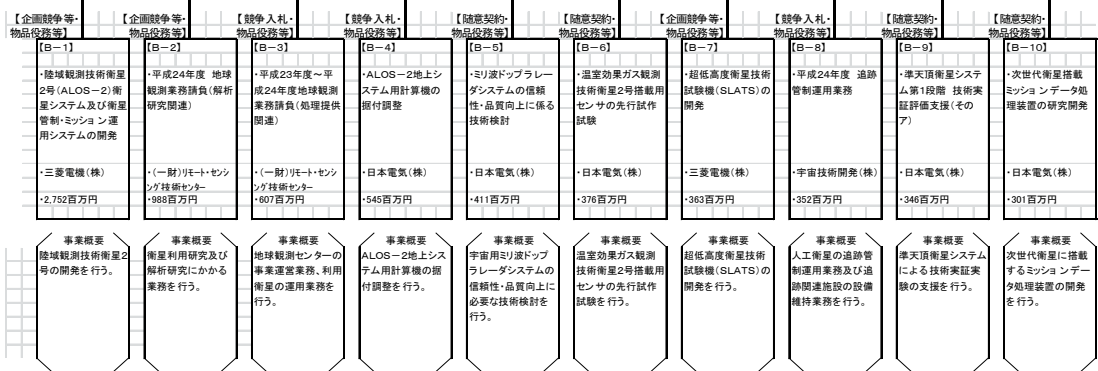 【企画競争等・
物品役務等】
【企画競争等・
物品役務等】
【競争入札・
物品役務等】
【競争入札・
物品役務等】
【随意契約・
物品役務等】
【随意契約・
物品役務等】
【企画競争等・
物品役務等】
【競争入札・
物品役務等】
【随意契約・
物品役務等】
【随意契約・
物品役務等】
【B－1】
・陸域観測技術衛星
2号(ALOS－2)衛
星システム及び衛星
管制・ミッション運
用システムの開発
・三菱電機(株)
・2,752百万円
【B－2】
・平成24年度 地球
観測業務請負(解析
研究関連)
・(一財)リモート・センシ
ング技術センター
・988百万円
【B－3】
・平成23年度～平
成24年度地球観測
業務請負(処理提供
関連)
・(一財)リモート・センシ
ング技術センター
・607百万円
【B－4】
・ALOS－2地上シ
ステム用計算機の
据付調整
・日本電気(株)
・545百万円
【B－5】
・ミリ波ドップラレー
ダシステムの信頼
性・品質向上に係る
技術検討
・日本電気(株)
・411百万円
【B－6】
・温室効果ガス観測
技術衛星2号搭載用
センサの先行試作
試験
・日本電気(株)
・376百万円
【B－7】
・超低高度衛星技術
試験機(SLATS)の
開発
・三菱電機(株)
・363百万円
【B－8】
・平成24年度 追跡
管制運用業務
・宇宙技術開発(株)
・352百万円
【B－9】
・準天頂衛星システ
ム第1段階 技術実
証評価支援(その
ア)
・日本電気(株)
・346百万円
【B－10】
・次世代衛星搭載
ミッションデータ処
理装置の研究開発
・日本電気(株)
・301百万円
事業概要
陸域観測技術衛星2
号の開発を行う。
事業概要
衛星利用研究及び
解析研究にかかる
業務を行う。
事業概要
地球観測センターの
事業運営業務、利用
衛星の運用業務を
行う。
事業概要
ALOS－2地上シス
テム用計算機の据
付調整を行う。
事業概要
宇宙用ミリ波ドップ
ラレーダシステムの
信頼性・品質向上に
必要な技術検討を行
う。
事業概要
温室効果ガス観測
技術衛星2号搭載用
センサの先行試作
試験を行う。
事業概要
超低高度衛星技術
試験機(SLATS)の
開発を行う。
事業概要
人工衛星の追跡管
制運用業務及び追
跡関連施設の設備
維持業務を行う。
事業概要
準天頂衛星システム
による技術実証実
験の支援を行う。
事業概要
次世代衛星に搭載
するミッションデー
タ処理装置の開発
を行う。